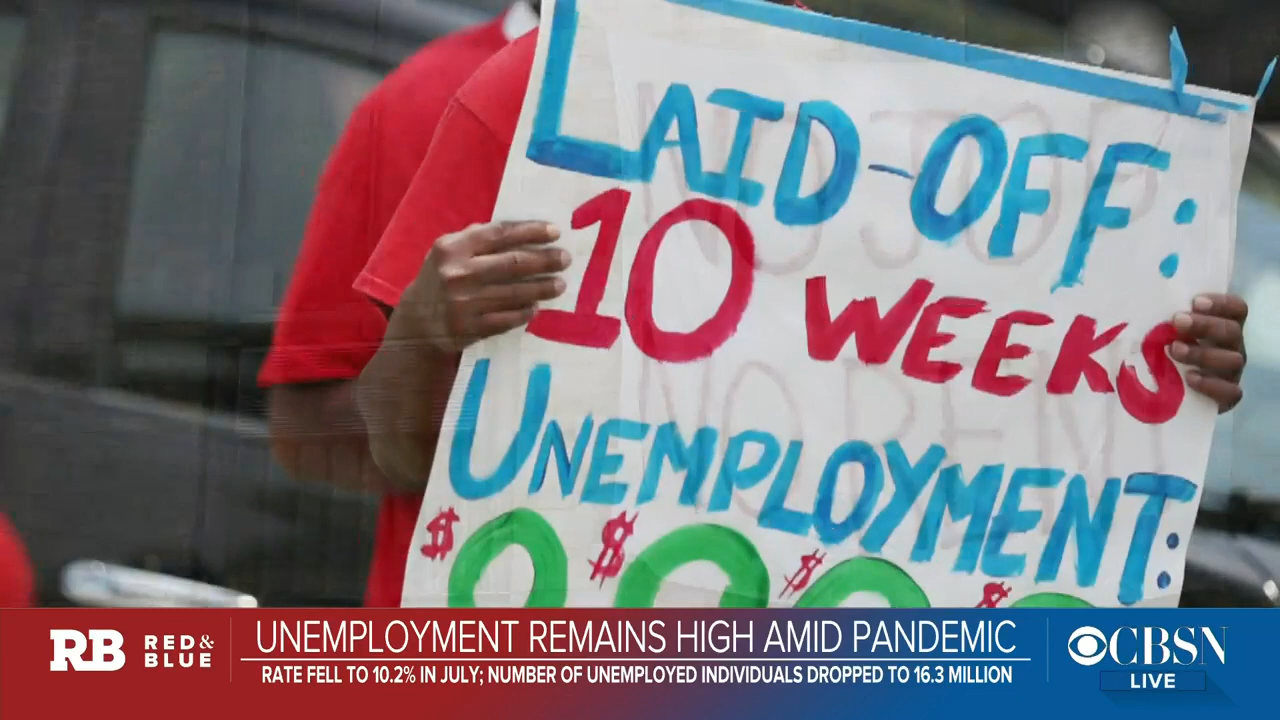 LAID-OFF:
10 WEEKS
UNEMPLOYMENT:
$ $ $ $
RB RED&
BLUE
UNEMPLOYMENT REMAINS HIGH AMID PANDEMIC
RATE FELL TO 10.2% IN JULY; NUMBER OF UNEMPLOYED INDIVIDUALS DROPPED TO 16.3 MILLION
CBSN
LIVE